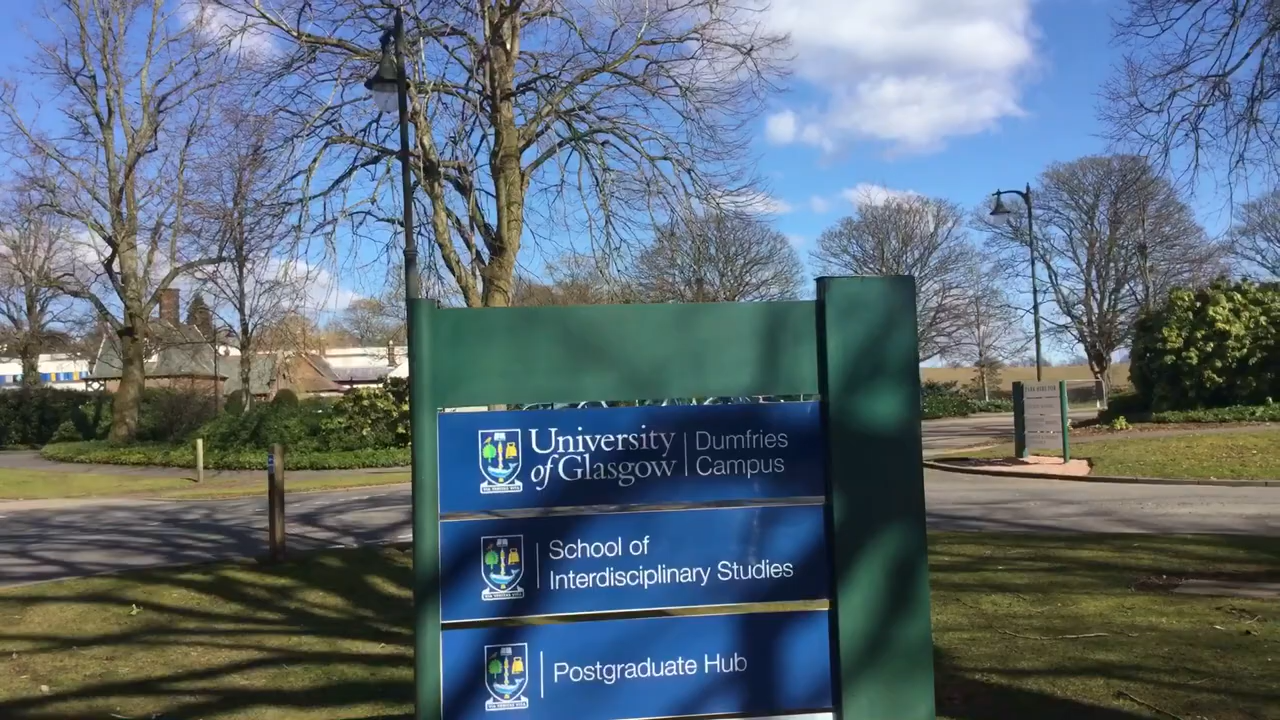 University
of Glasgow
Dumfries
Campus
School of
Interdisciplinary Studies
Postgraduate Hub